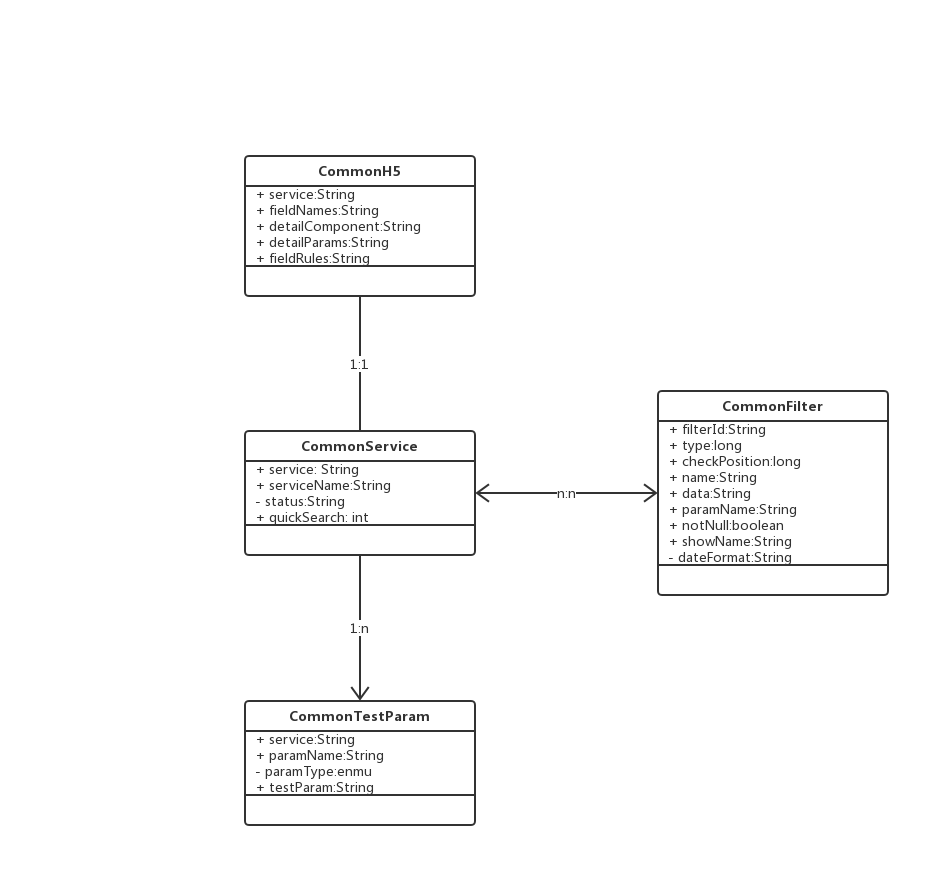 CommonH5
+ service:String
+ fieldNames:String
+ detailComponent:String
+ detailParams:String
+ fieldRules:String
1:1
CommonService
+ service: String
+ serviceName:String
- status:String
+ quickSearch: int
n:n
CommonFilter
+ filterId:String
+ type:long
+ checkPosition:long
+ name:String
+ data:String
+ paramName:String
+ notNull:boolean
+ showName:String
- dateFormat:String
1:n
CommonTestParam
+ service:String
+ paramName:String
- paramType:enmu
+ testParam:String